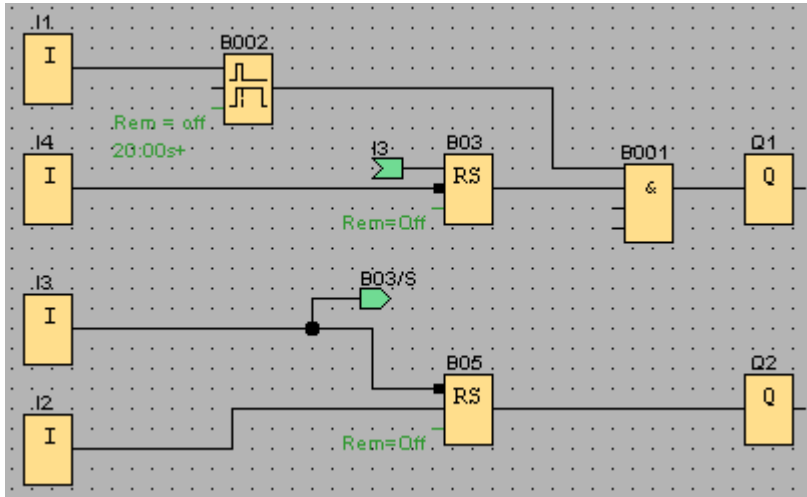 I1
I
B002
Rem = off
20:00s+
I4
I
I3
B03
RS
Rem=Off
B001
&
Q1
Q
I3
I
B03/S
B05
RS
Rem=Off
Q2
Q
I2
I